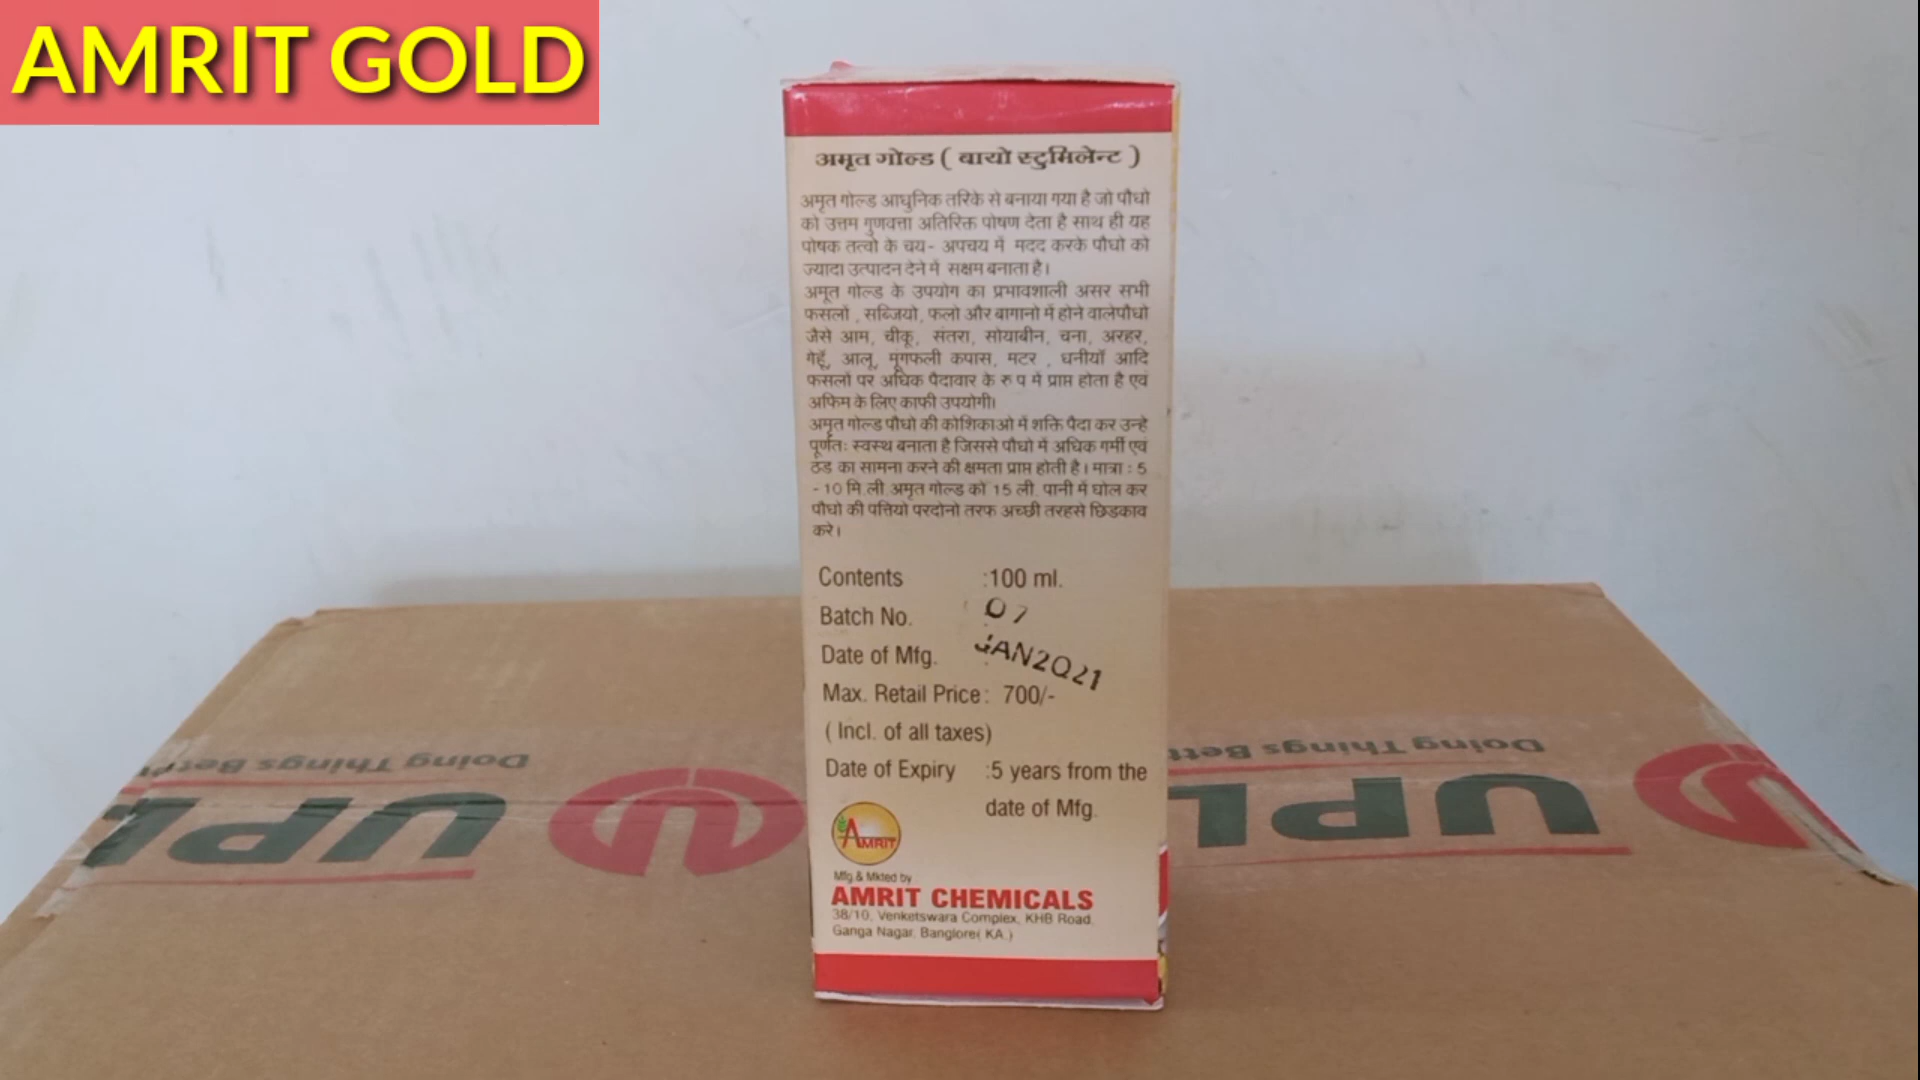 AMRIT GOLD
अमृत गोल्ड ( बायो स्टुमिलेन्ट )
अमृत गोल्ड आधुनिक तरिके से बनाया गया है जो पौधो
को उत्तम गुणवत्ता अतिरिक्त पोषण देता है साथ ही यह
पोषक तत्वो के चय- अपचय में मदद करके पौधो को
ज्यादा उत्पादन देने में सक्षम बनाता है।
अमृत गोल्ड के उपयोग का प्रभावशाली असर सभी
फसलों , सब्जियो, फलो और बागानो में होने वालेपौधो
जैसे आम, चीकू, संतरा, सोयाबीन, चना, अरहर,
गेहूँ, आलू, मूंगफली कपास, मटर , धनीयाँ आदि
फसलों पर अधिक पैदावार के रु प में प्राप्त होता है एवं
अफिम के लिए काफी उपयोगी।
अमृत गोल्ड पौधो की कोशिकाओ में शक्ति पैदा कर उन्हे
पूर्णतः स्वस्थ बनाता है जिससे पौधो में अधिक गर्मी एवं
ठंड का सामना करने की क्षमता प्राप्त होती है। मात्रा : 5
- 10 मि.ली. अमृत गोल्ड को 15 ली. पानी में घोल कर
पौधो की पत्तियो परदोनो तरफ अच्छी तरहसे छिडकाव
करे।
Contents :100 ml.
Batch No. 07
Date of Mfg. JAN2021
Max. Retail Price : 700/-
( Incl. of all taxes)
Date of Expiry :5 years from the
date of Mfg.
AMRIT
Mfg.& Mkted by
AMRIT CHEMICALS
38/10, Venketswara Complex, KHB Road,
Ganga Nagar. Banglore( KA.)
Doing Things Bett
UPL
Doing Things Bett
UPL